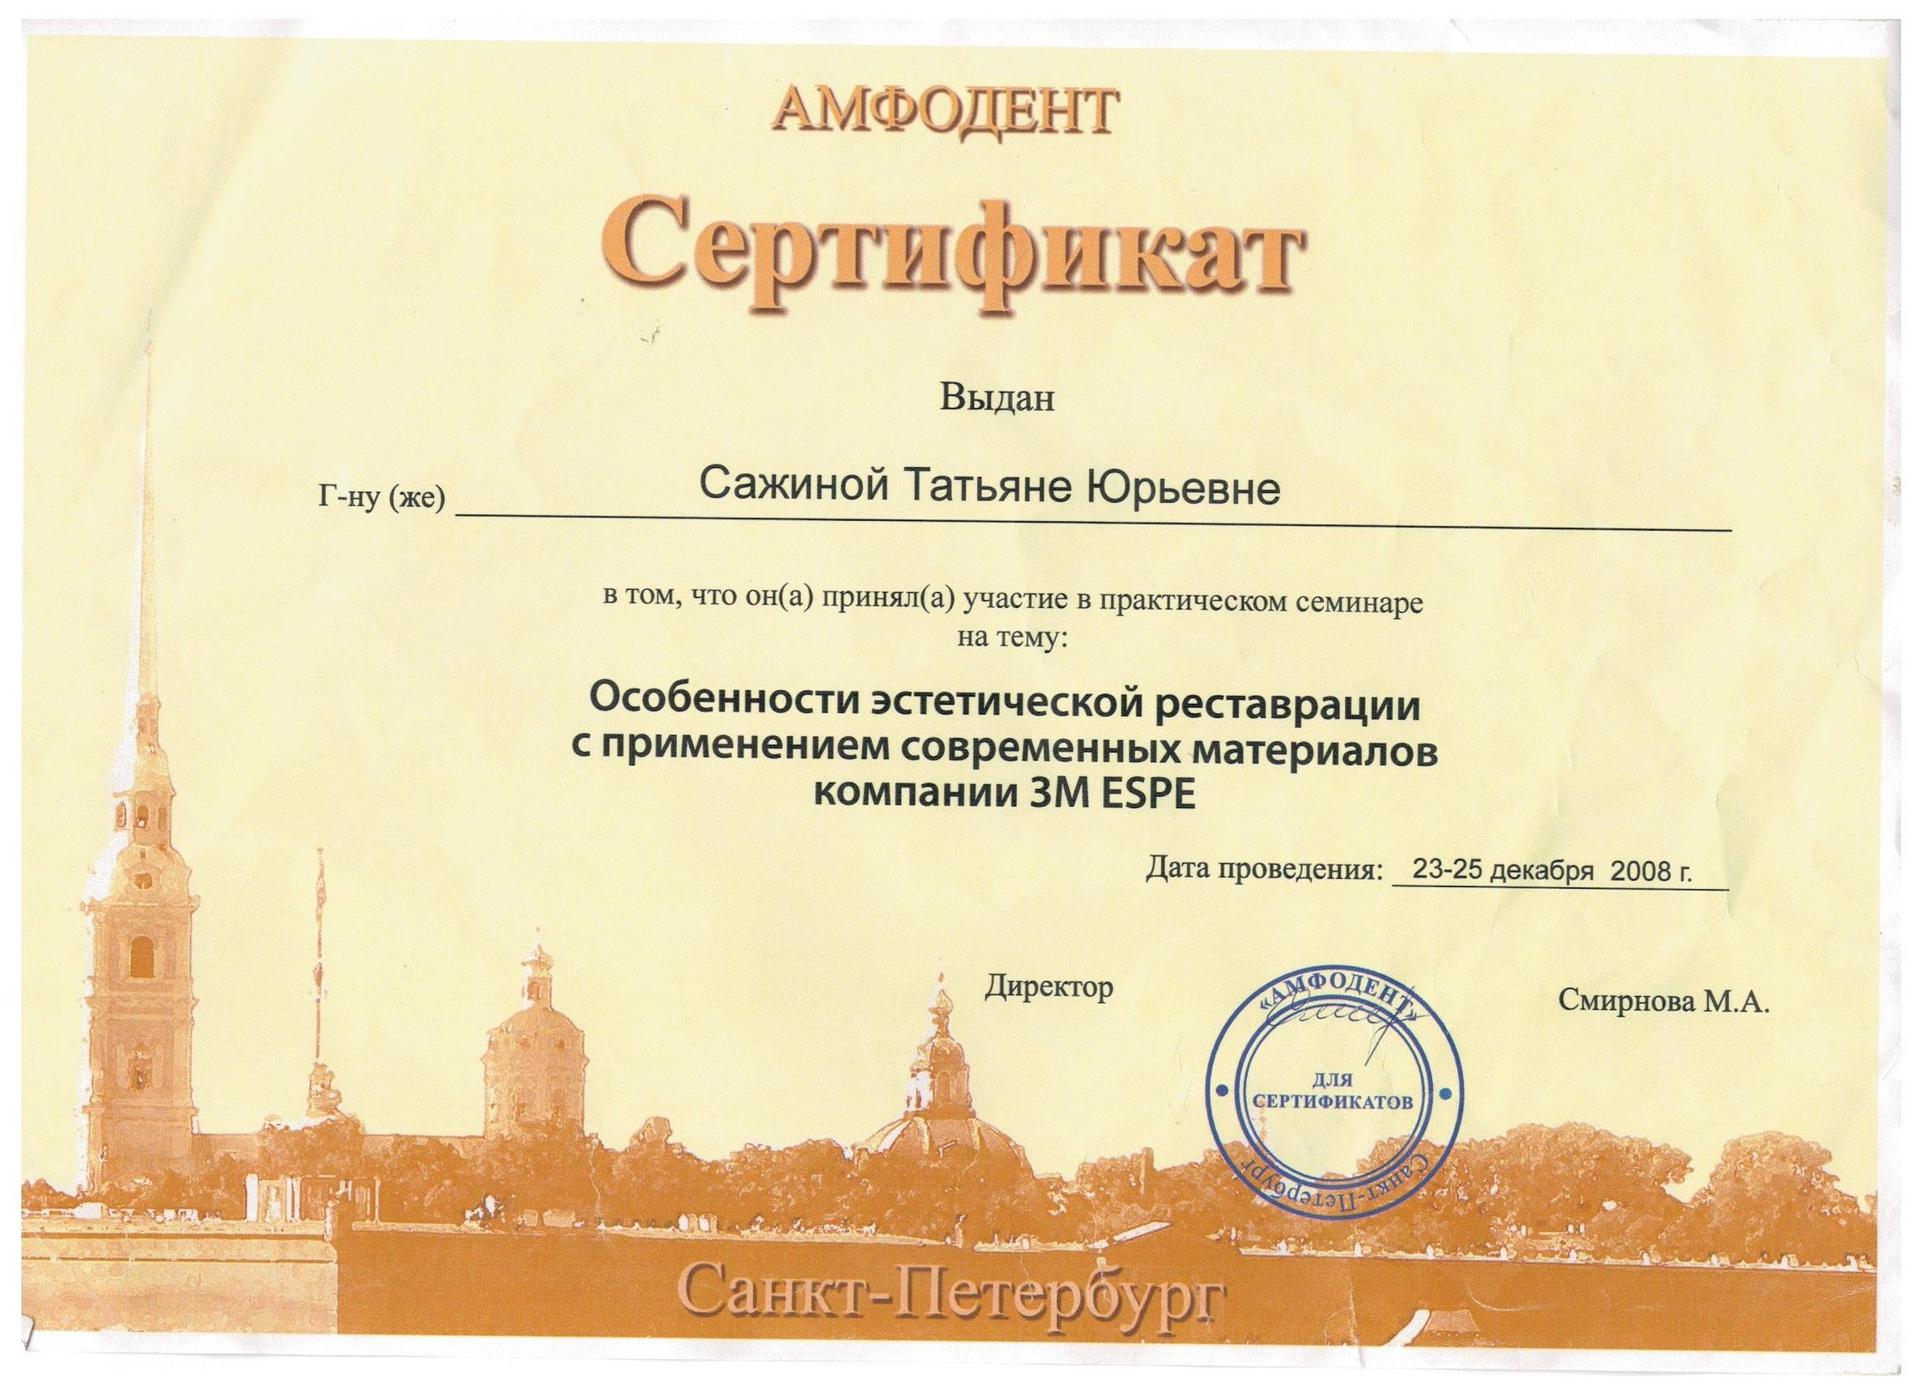 АМФОДЕНТ
Сертификат
Выдан
Г-ну (же) Сажиной Татьяне Юрьевне
в том, что он(а) принял(а) участие в практическом семинаре
на тему:
Особенности эстетической реставрации
с применением современных материалов
компании 3M ESPE
Дата проведения: 23-25 декабря 2008 г.
Директор
Смирнова М.А.
«АМФОДЕНТ»
ДЛЯ
СЕРТИФИКАТОВ
Санкт-Петербург
Санкт-Петербург